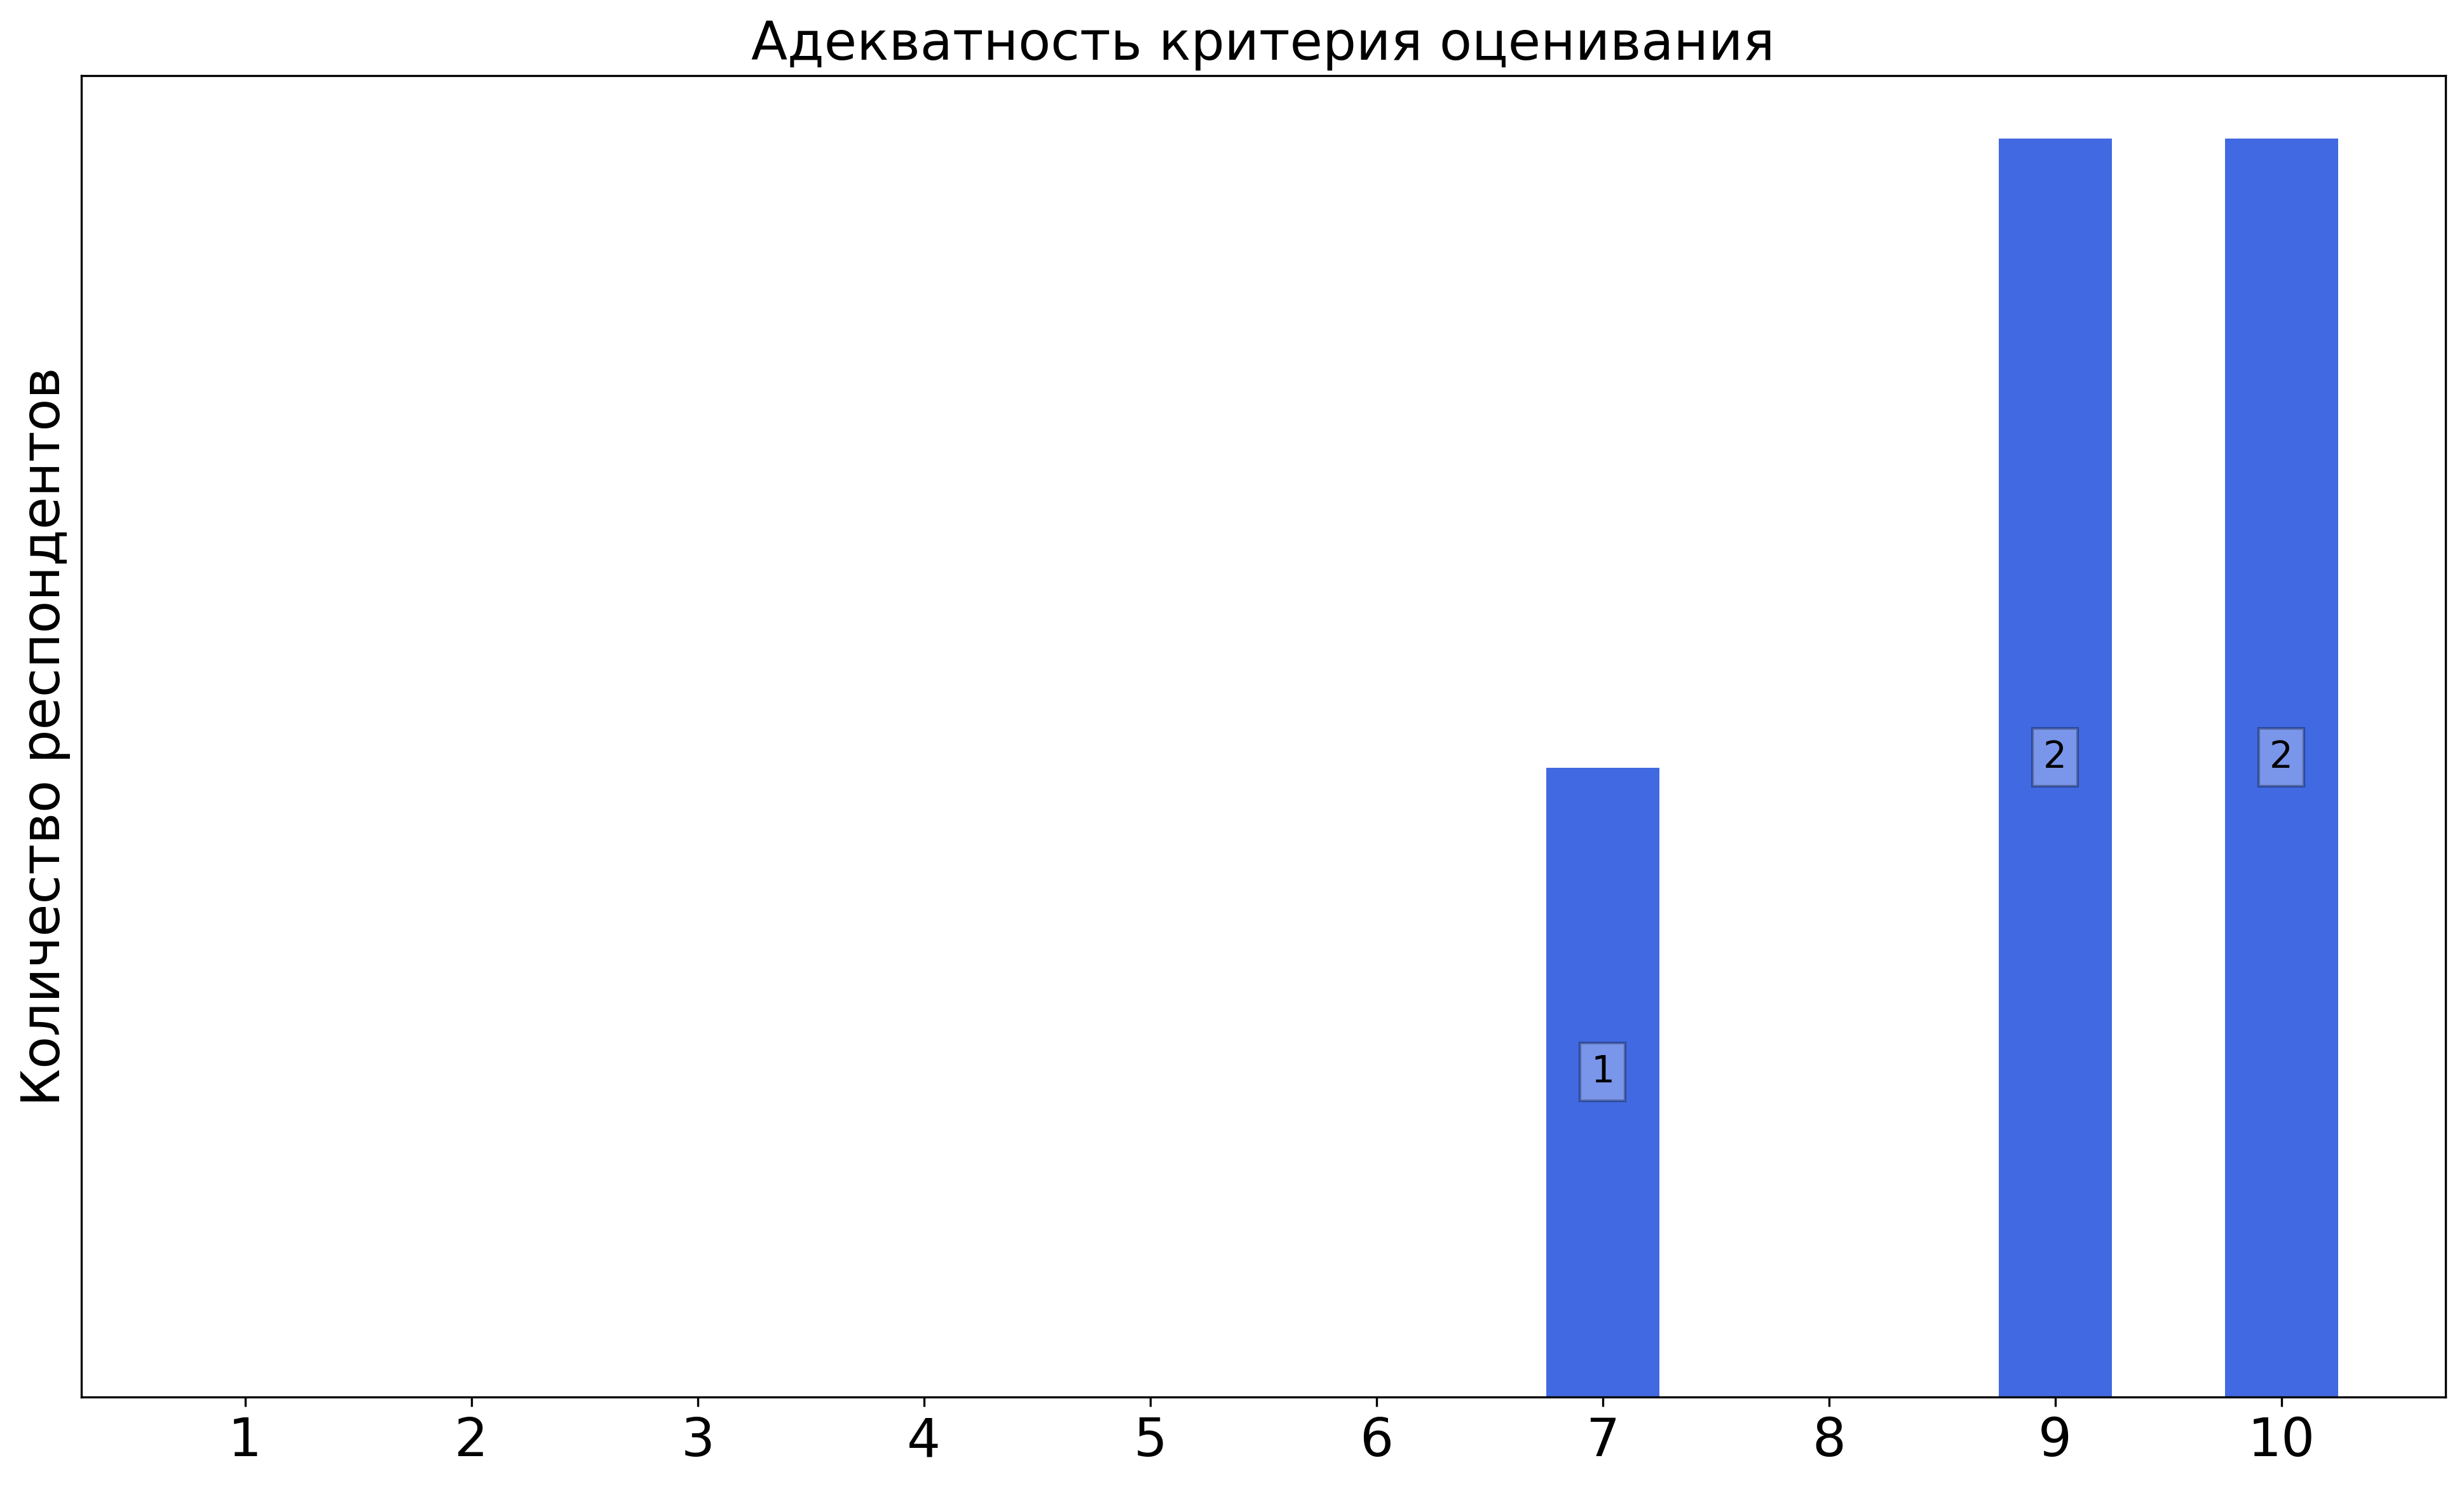 Адекватность критерия оценивания
Количество респондентов
2
2
1
1 2 3 4 5 6 7 8 9 10